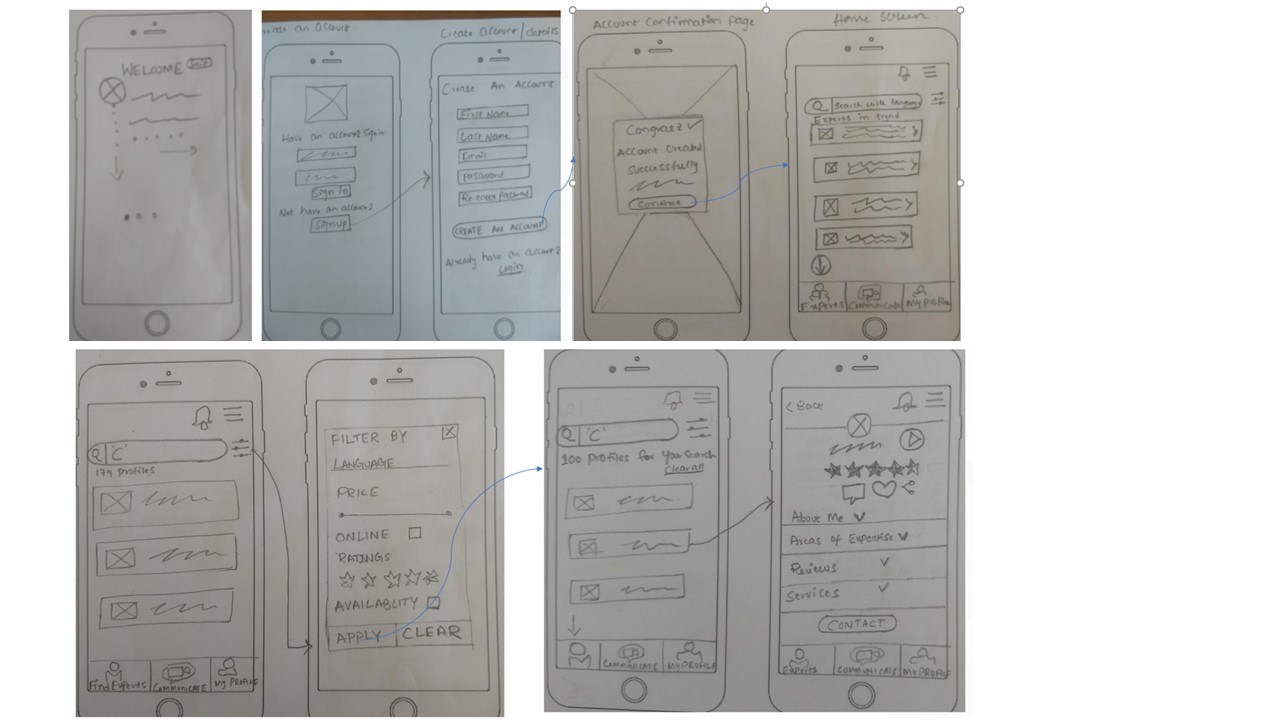 WELCOME
Create an Account
Have an account? Sign in
Sign In
Not have an account?
Signup
Create account/details
Create An Account
First Name
Last Name
Email
Password
Re-enter Password
CREATE AN ACCOUNT
Already have an account?
Login
Account Confirmation Page
Congratz
Account Created
Successfully
Continue
Home Screen
Search with language
Experts in trend
Experts
Communicate
My Profile
Q 'C'
179 Profiles
Find Experts
COMMUNICATE
MY PROFILE
FILTER BY
LANGUAGE
PRICE
ONLINE
RATINGS
AVAILABLITY
APPLY
CLEAR
Q 'C'
100 profiles for your search
Clear all
COMMUNICATE
MY PROFILE
< Back
About Me
Areas of Expertise
Reviews
Services
CONTACT
Experts
COMMUNICATE
MY PROFILE